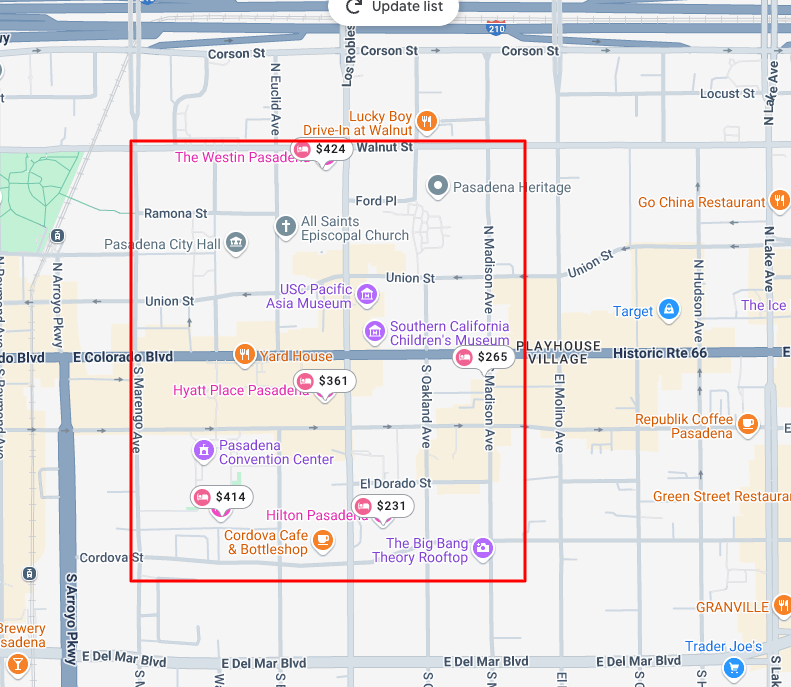 Update list
210
Corson St
Corson St
Corson St
Los Robles
N Euclid Ave
N Lake Ave
Locust St
Lucky Boy
Drive-In at Walnut
$424
Walnut St
The Westin Pasadena
Pasadena Heritage
Ford Pl
Go China Restaurant
Ramona St
All Saints
Episcopal Church
Pasadena City Hall
N Madison Ave
N Lake Ave
N Arroyo Pkwy
N Hudson Ave
Union St
Union St
USC Pacific
Asia Museum
Union St
Target
The Ice
Southern California
Children's Museum
PLAYHOUSE
VILLAGE
E Colorado Blvd
Yard House
$265
Historic Rte 66
Hyatt Place Pasadena
$361
S Marengo Ave
S Oakland Ave
Madison Ave
El Molino Ave
Republik Coffee
Pasadena
Pasadena
Convention Center
El Dorado St
$414
$231
Hilton Pasadena
Green Street Restaurant
Cordova Cafe
& Bottleshop
The Big Bang
Theory Rooftop
Cordova St
S Arroyo Pkwy
GRANVILLE
Brewery
sadena
Trader Joe's
E Del Mar Blvd
E Del Mar Blvd
E Del Mar Blvd
E Del Mar Blvd